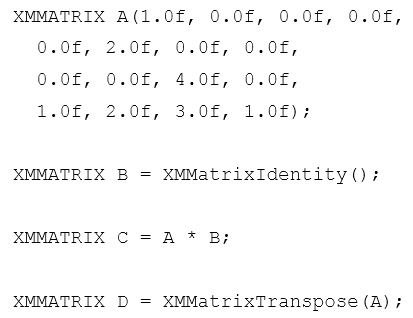 XMMATRIX A(1.0f, 0.0f, 0.0f, 0.0f,
0.0f, 2.0f, 0.0f, 0.0f,
0.0f, 0.0f, 4.0f, 0.0f,
1.0f, 2.0f, 3.0f, 1.0f);
XMMATRIX B = XMMatrixIdentity();
XMMATRIX C = A * B;
XMMATRIX D = XMMatrixTranspose(A);